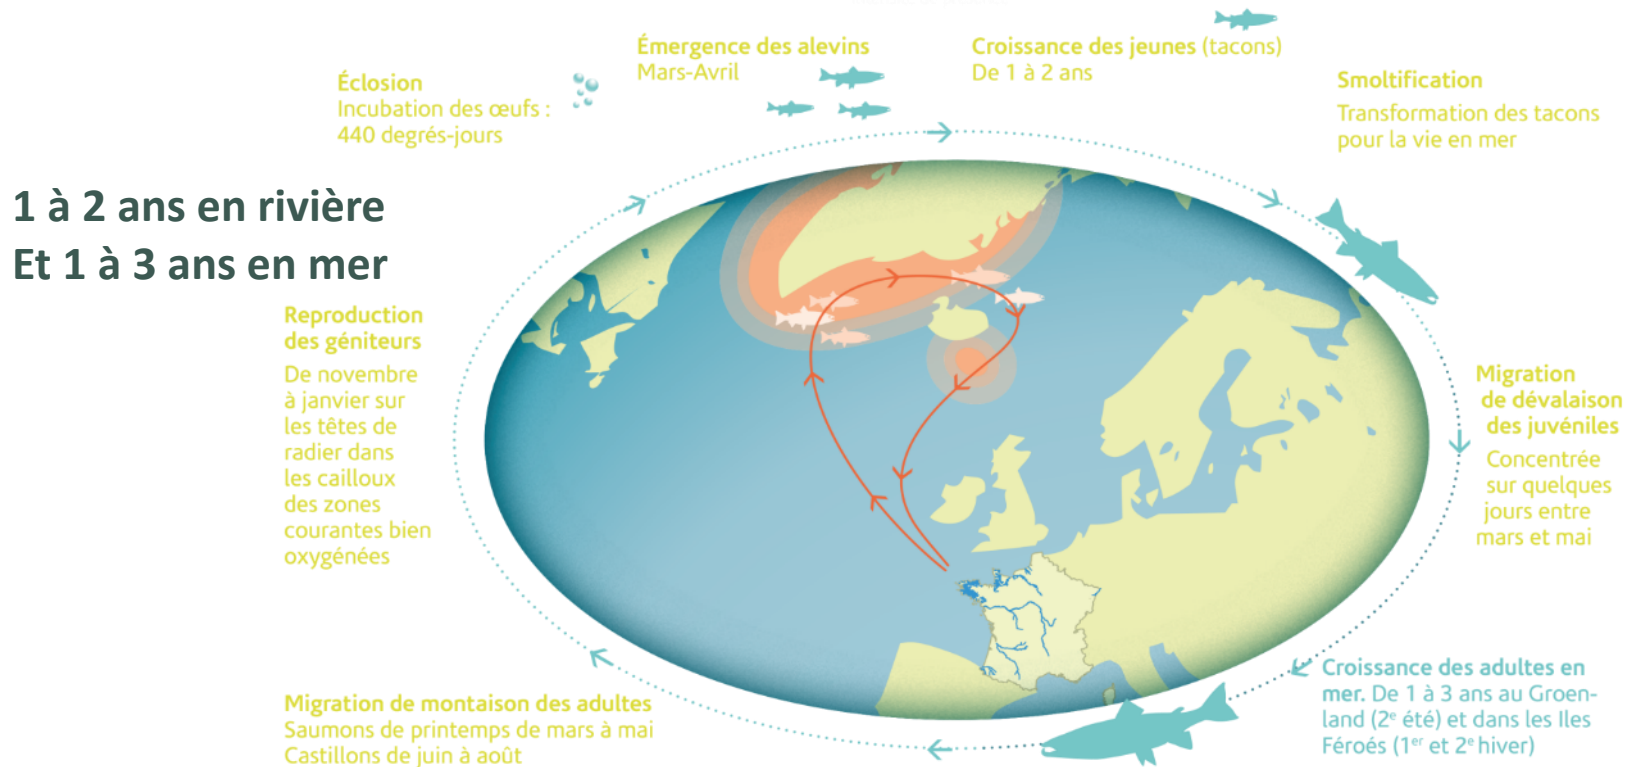 Émergence des alevins
Mars-Avril
Croissance des jeunes (tacons)
De 1 à 2 ans
Éclosion
Incubation des œufs :
440 degrés-jours
Smoltification
Transformation des tacons
pour la vie en mer
1 à 2 ans en rivière
Et 1 à 3 ans en mer
Reproduction
des géniteurs
De novembre
à janvier sur
les têtes de
radier dans
les cailloux
des zones
courantes bien
oxygénées
Migration
de dévalaison
des juvéniles
Concentrée
sur quelques
jours entre
mars et mai
Croissance des adultes en
mer. De 1 à 3 ans au Groen-
land (2e été) et dans les Iles
Féroés (1er et 2e hiver)
Migration de montaison des adultes
Saumons de printemps de mars à mai
Castillons de juin à août